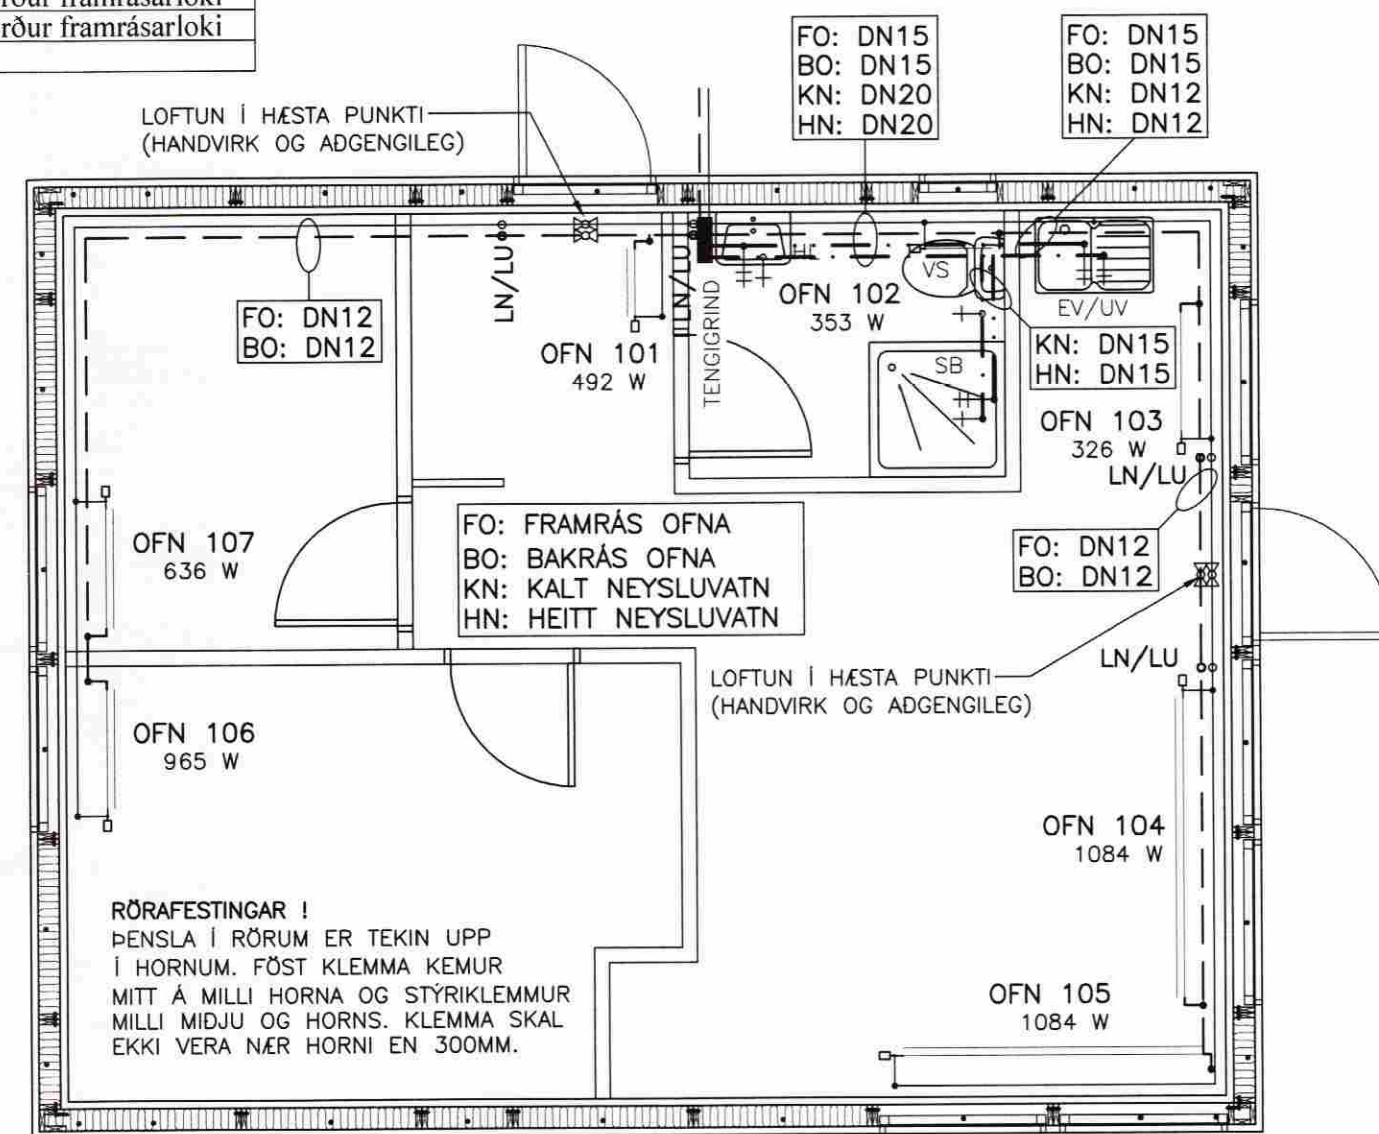 framrásarloki
framrásarloki
LOFTUN Í HÆSTA PUNKTI
(HANDVIRK OG AÐGENGILEG)
FO: DN15
BO: DN15
KN: DN20
HN: DN20
FO: DN15
BO: DN15
KN: DN12
HN: DN12
FO: DN12
BO: DN12
LN/LU
OFN 101
492 W
LN/LU
TENGIGRIND
OFN 102
353 W
VS
SB
EV/UV
KN: DN15
HN: DN15
OFN 103
326 W
LN/LU
FO: DN12
BO: DN12
OFN 107
636 W
FO: FRAMRÁS OFNA
BO: BAKRÁS OFNA
KN: KALT NEYSLUVATN
HN: HEITT NEYSLUVATN
LN/LU
LOFTUN Í HÆSTA PUNKTI
(HANDVIRK OG AÐGENGILEG)
OFN 106
965 W
OFN 104
1084 W
RÖRAFESTINGAR !
ÞENSLA Í RÖRUM ER TEKIN UPP
Í HORNUM. FÖST KLEMMA KEMUR
MITT Á MILLI HORNA OG STÝRIKLEMMUR
MILLI MIÐJU OG HORNS. KLEMMA SKAL
EKKI VERA NÆR HORNI EN 300MM.
OFN 105
1084 W